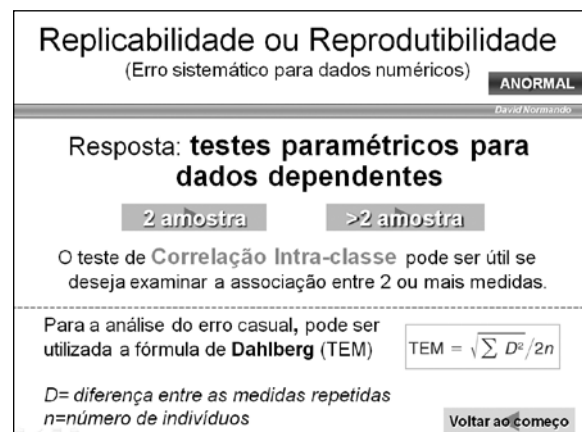 Replicabilidade ou Reprodutibilidade
(Erro sistemático para dados numéricos)
ANORMAL
David Normando
Resposta: testes paramétricos para
dados dependentes
2 amostra
>2 amostra
O teste de Correlação Intra-classe pode ser útil se
deseja examinar a associação entre 2 ou mais medidas.
Para a análise do erro casual, pode ser
utilizada a fórmula de Dahlberg (TEM)
TEM = √∑ D²/2n
D= diferença entre as medidas repetidas
n=número de indivíduos
Voltar ao começo